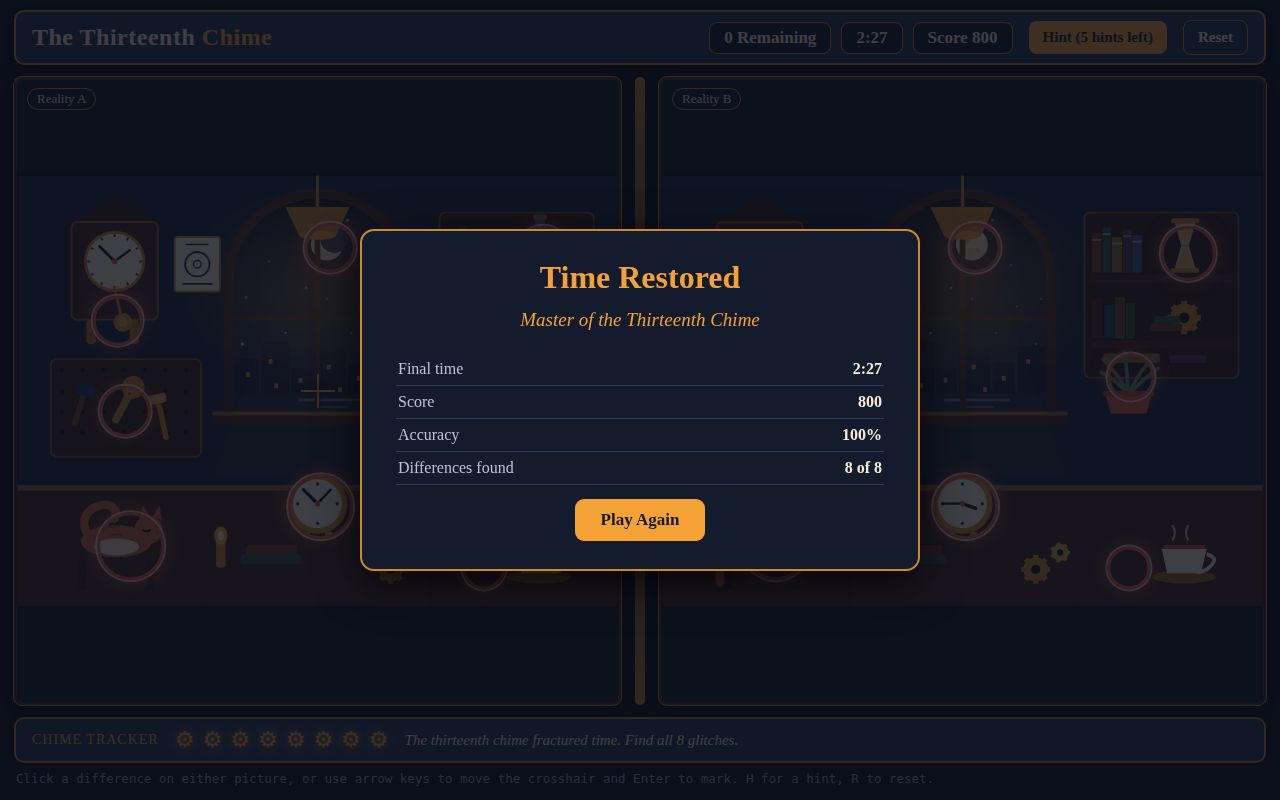 The Thirteenth Chime
0 Remaining
2:27
Score 800
Hint (5 hints left)
Reset
Reality A
Reality B
Time Restored
Master of the Thirteenth Chime
Final time 2:27
Score 800
Accuracy 100%
Differences found 8 of 8
Play Again
CHIME TRACKER
The thirteenth chime fractured time. Find all 8 glitches.
Click a difference on either picture, or use arrow keys to move the crosshair and Enter to mark. H for a hint, R to reset.